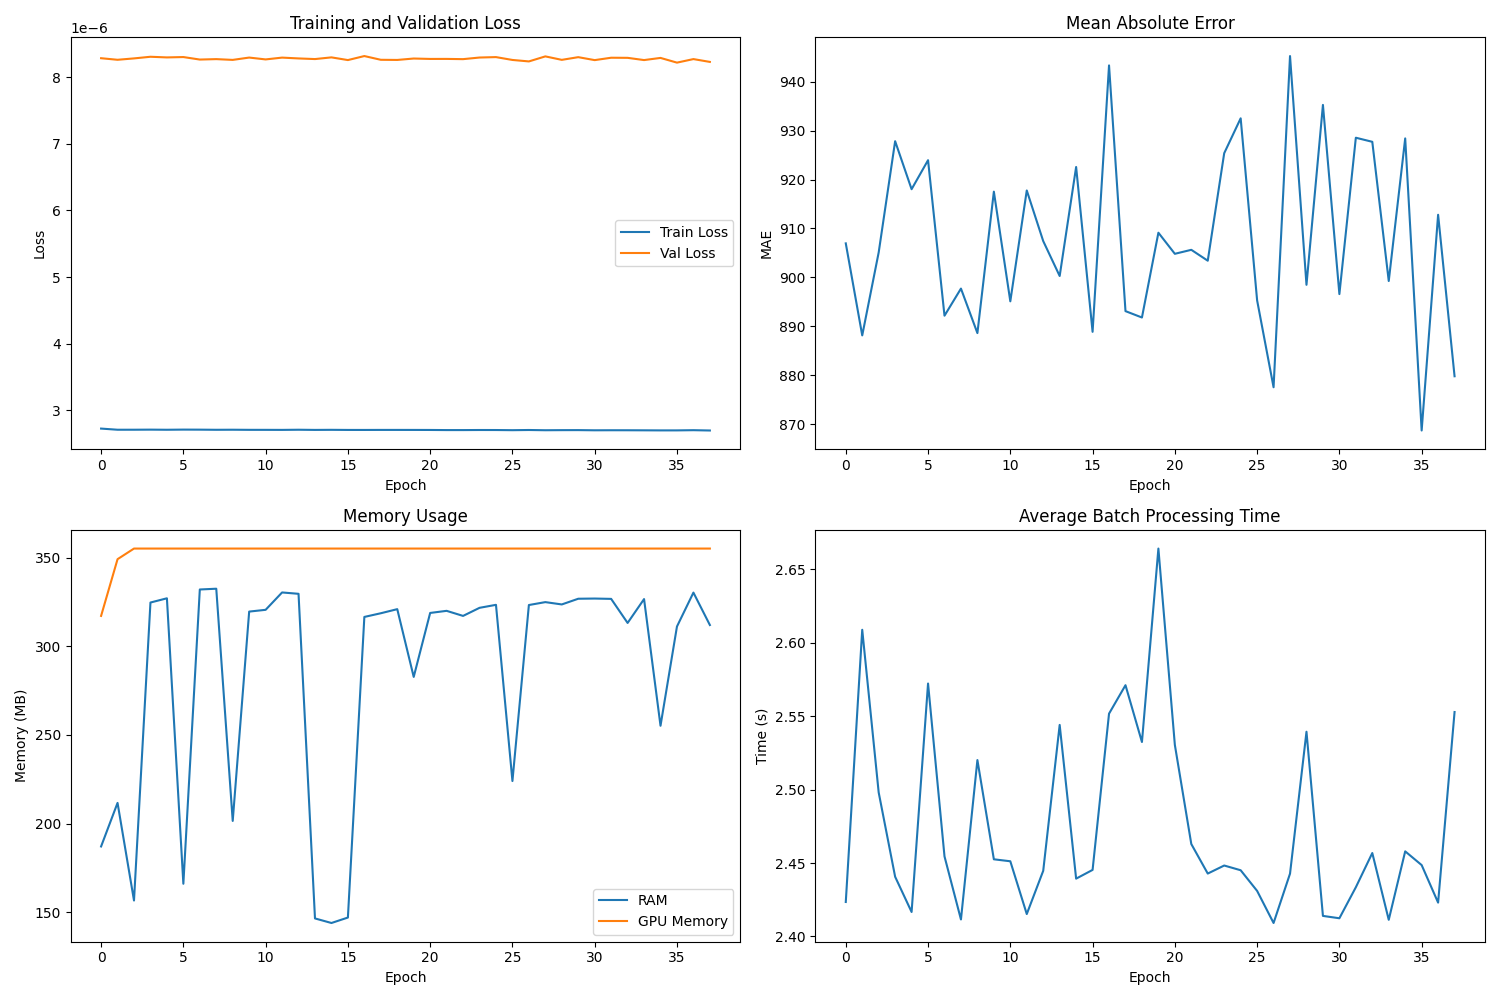 Training and Validation Loss
1e−6
8
7
6
5
4
3
Loss
Train Loss
Val Loss
0 5 10 15 20 25 30 35
Epoch
Mean Absolute Error
940
930
920
910
900
890
880
870
MAE
0 5 10 15 20 25 30 35
Epoch
Memory Usage
350
300
250
200
150
Memory (MB)
RAM
GPU Memory
0 5 10 15 20 25 30 35
Epoch
Average Batch Processing Time
2.65
2.60
2.55
2.50
2.45
2.40
Time (s)
0 5 10 15 20 25 30 35
Epoch